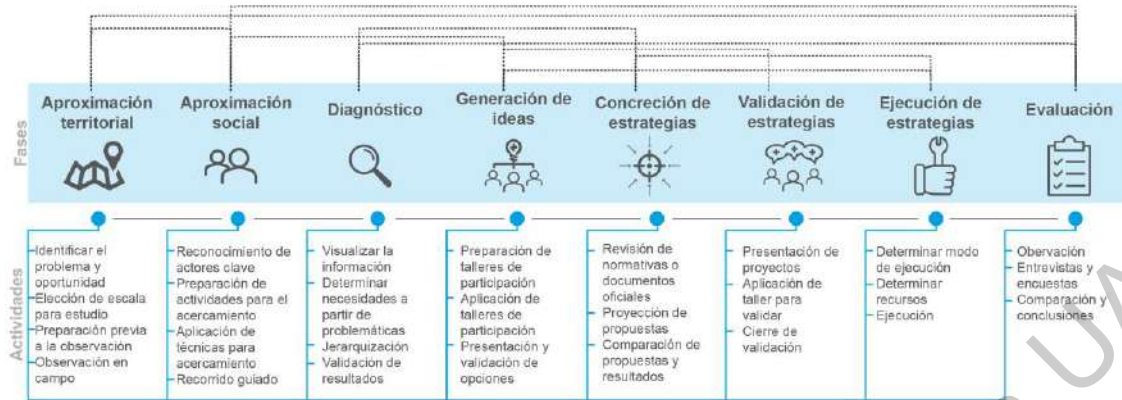 Fases
Aproximación
territorial
Aproximación
social
Diagnóstico
Generación de
ideas
Concreción de
estrategias
Validación de
estrategias
Ejecución de
estrategias
Evaluación
Actividades
Identificar el
problema y
oportunidad
Elección de escala
para estudio
Preparación previa
a la observación
Observación en
campo
Reconocimiento de
actores clave
Preparación de
actividades para el
acercamiento
Aplicación de
técnicas para
acercamiento
Recorrido guiado
Visualizar la
información
Determinar
necesidades a
partir de
problemáticas
Jerarquización
Validación de
resultados
Preparación de
talleres de
participación
Aplicación de
talleres de
participación
Presentación y
validación de
opciones
Revisión de
normativas o
documentos
oficiales
Proyección de
propuestas
Comparación de
propuestas y
resultados
Presentación de
proyectos
Aplicación de
taller para
validar
Cierre de
validación
Determinar modo
de ejecución
Determinar
recursos
Ejecución
Obervación
Entrevistas y
encuestas
Comparación y
conclusiones